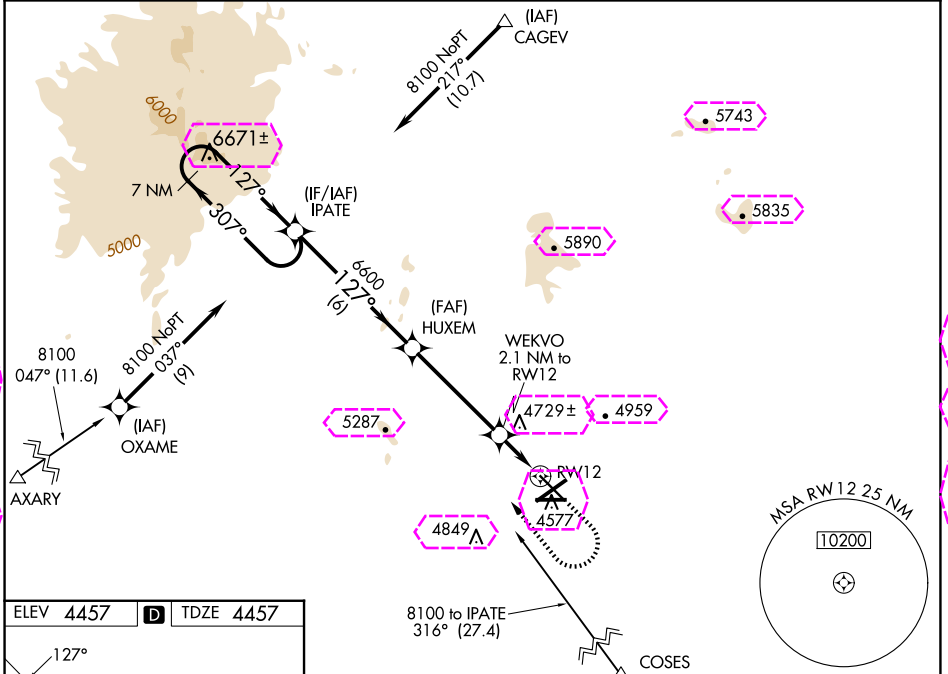 (IAF)
CAGEV
8100 NoPT
217°
(10.7)
6000
6671±
5743
7 NM
127°
(IF/IAF)
IPATE
307°
5835
5000
5890
6600
127°
(6)
(FAF)
HUXEM
8100 NoPT
037°
(9)
8100
047° (11.6)
WEKVO
2.1 NM to
RW12
4729±
4959
5287
(IAF)
OXAME
AXARY
RW12
4577
4849
MSA RW12 25 NM
10200
8100 to IPATE
316° (27.4)
COSES
ELEV 4457 D TDZE 4457
127°